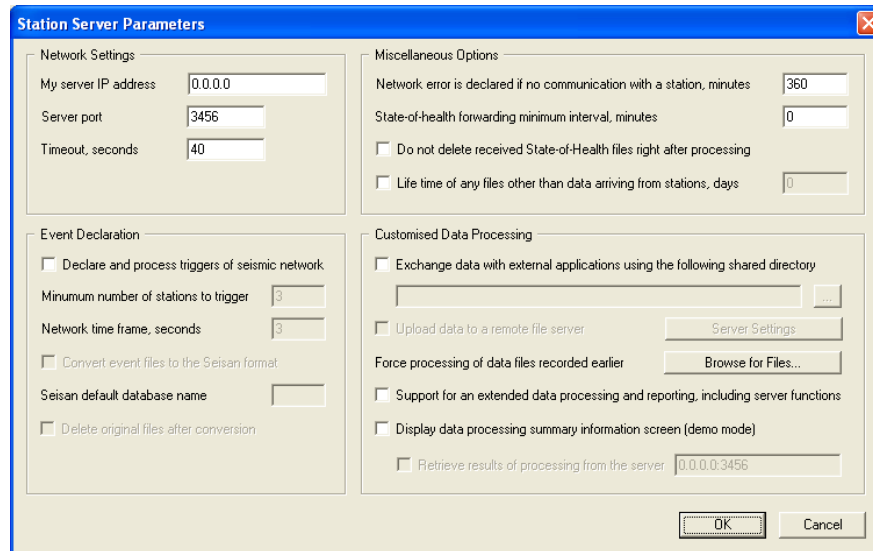 Station Server Parameters
Network Settings
My server IP address 0.0.0.0
Server port 3456
Timeout, seconds 40
Miscellaneous Options
Network error is declared if no communication with a station, minutes 360
State-of-health forwarding minimum interval, minutes 0
Do not delete received State-of-Health files right after processing
Life time of any files other than data arriving from stations, days 0
Event Declaration
Declare and process triggers of seismic network
Minumum number of stations to trigger 3
Network time frame, seconds 3
Convert event files to the Seisan format
Seisan default database name
Delete original files after conversion
Customised Data Processing
Exchange data with external applications using the following shared directory
...
Upload data to a remote file server Server Settings
Force processing of data files recorded earlier Browse for Files...
Support for an extended data processing and reporting, including server functions
Display data processing summary information screen (demo mode)
Retrieve results of processing from the server 0.0.0.0:3456
OK Cancel